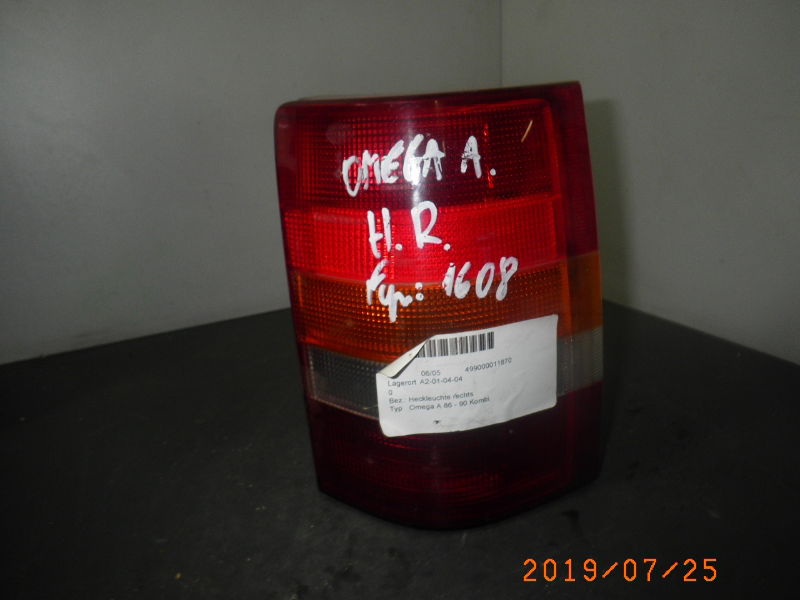 OMEGA A.
H.R.
Fgn: 1608
06/05 499000011870
Lagerort A2-01-04-04
0
Bez.: Heckleuchte rechts
Typ Omega A 86 - 90 Kombi
2019/07/25